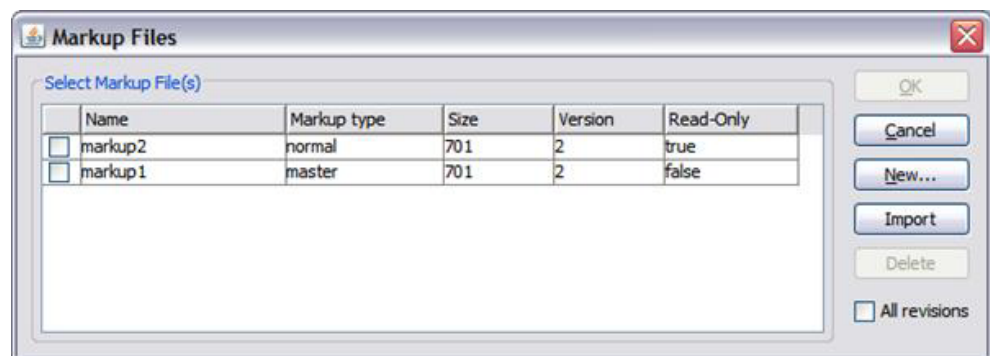 Markup Files
Select Markup File(s)
Name Markup type Size Version Read-Only
markup2 normal 701 2 true
markup1 master 701 2 false
OK
Cancel
New...
Import
Delete
All revisions